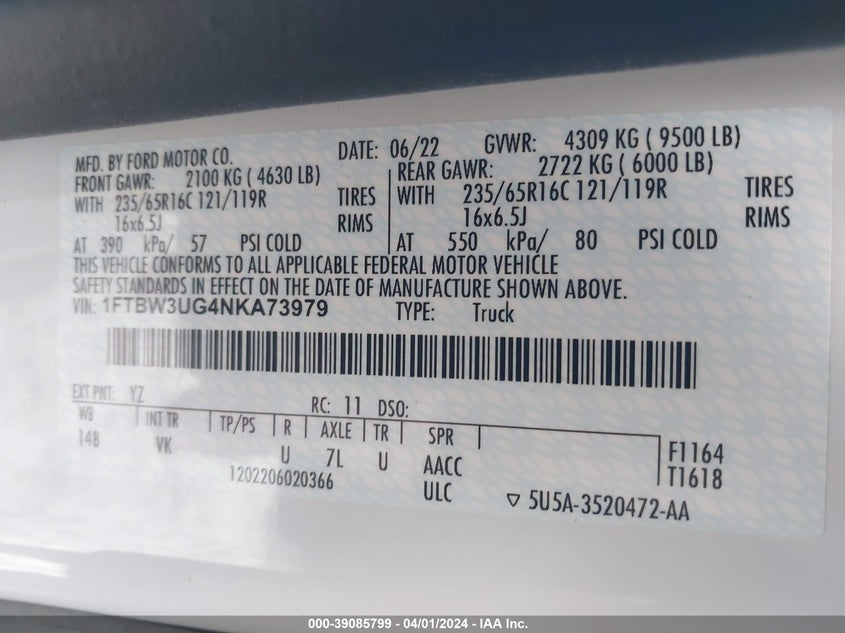 MFD. BY FORD MOTOR CO. DATE: 06/22 GVWR: 4309 KG ( 9500 LB)
FRONT GAWR: 2100 KG ( 4630 LB) REAR GAWR: 2722 KG ( 6000 LB)
WITH 235/65R16C 121/119R TIRES WITH 235/65R16C 121/119R TIRES
16x6.5J RIMS 16x6.5J RIMS
AT 390 kPa/ 57 PSI COLD AT 550 kPa/ 80 PSI COLD
THIS VEHICLE CONFORMS TO ALL APPLICABLE FEDERAL MOTOR VEHICLE
SAFETY STANDARDS IN EFFECT ON THE DATE OF MANUFACTURE SHOWN ABOVE.
VIN: 1FTBW3UG4NKA73979 TYPE: Truck
EXT PNT: YZ RC: 11 DSO:
WB INT TR TP/PS R AXLE TR SPR
148 VK U 7L U AACC F1164
1202206020366 ULC T1618
5U5A-3520472-AA
000-39085799 - 04/01/2024 - IAA Inc.